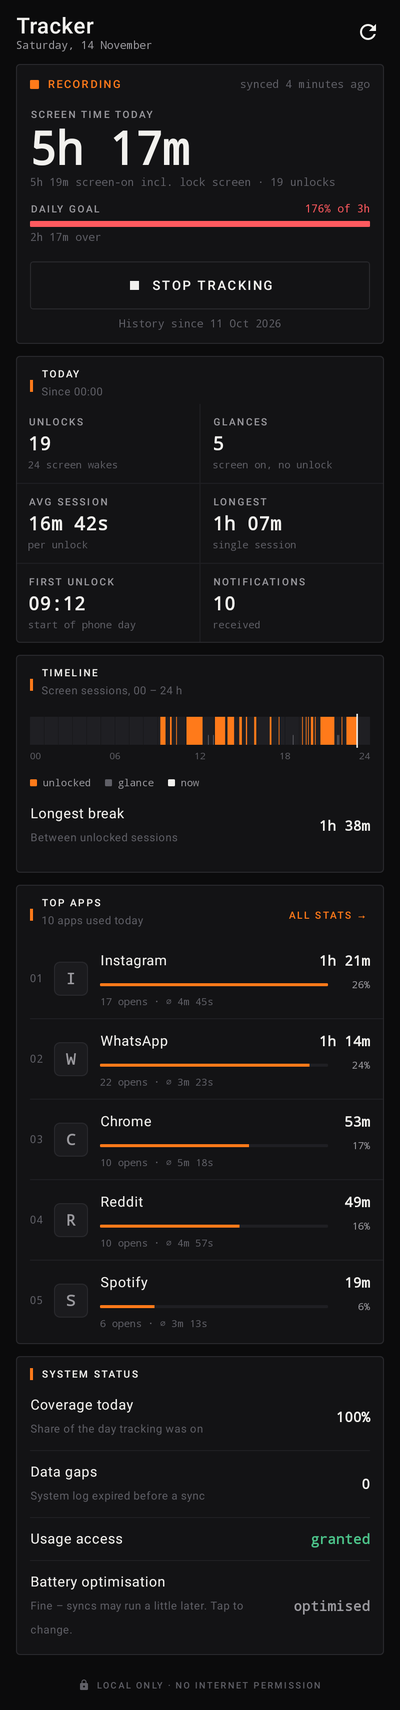 Tracker
Saturday, 14 November
RECORDING synced 4 minutes ago
SCREEN TIME TODAY
5h 17m
5h 19m screen-on incl. lock screen · 19 unlocks
DAILY GOAL 176% of 3h
2h 17m over
STOP TRACKING
History since 11 Oct 2026
TODAY
Since 00:00
UNLOCKS
19
24 screen wakes
GLANCES
5
screen on, no unlock
AVG SESSION
16m 42s
per unlock
LONGEST
1h 07m
single session
FIRST UNLOCK
09:12
start of phone day
NOTIFICATIONS
10
received
TIMELINE
Screen sessions, 00 – 24 h
00 06 12 18 24
unlocked glance now
Longest break
Between unlocked sessions
1h 38m
TOP APPS
10 apps used today
ALL STATS →
01 I Instagram 1h 21m
26%
17 opens · ⌀ 4m 45s
02 W WhatsApp 1h 14m
24%
22 opens · ⌀ 3m 23s
03 C Chrome 53m
17%
10 opens · ⌀ 5m 18s
04 R Reddit 49m
16%
10 opens · ⌀ 4m 57s
05 S Spotify 19m
6%
6 opens · ⌀ 3m 13s
SYSTEM STATUS
Coverage today
Share of the day tracking was on
100%
Data gaps
System log expired before a sync
0
Usage access granted
Battery optimisation
Fine – syncs may run a little later. Tap to
change.
optimised
LOCAL ONLY · NO INTERNET PERMISSION